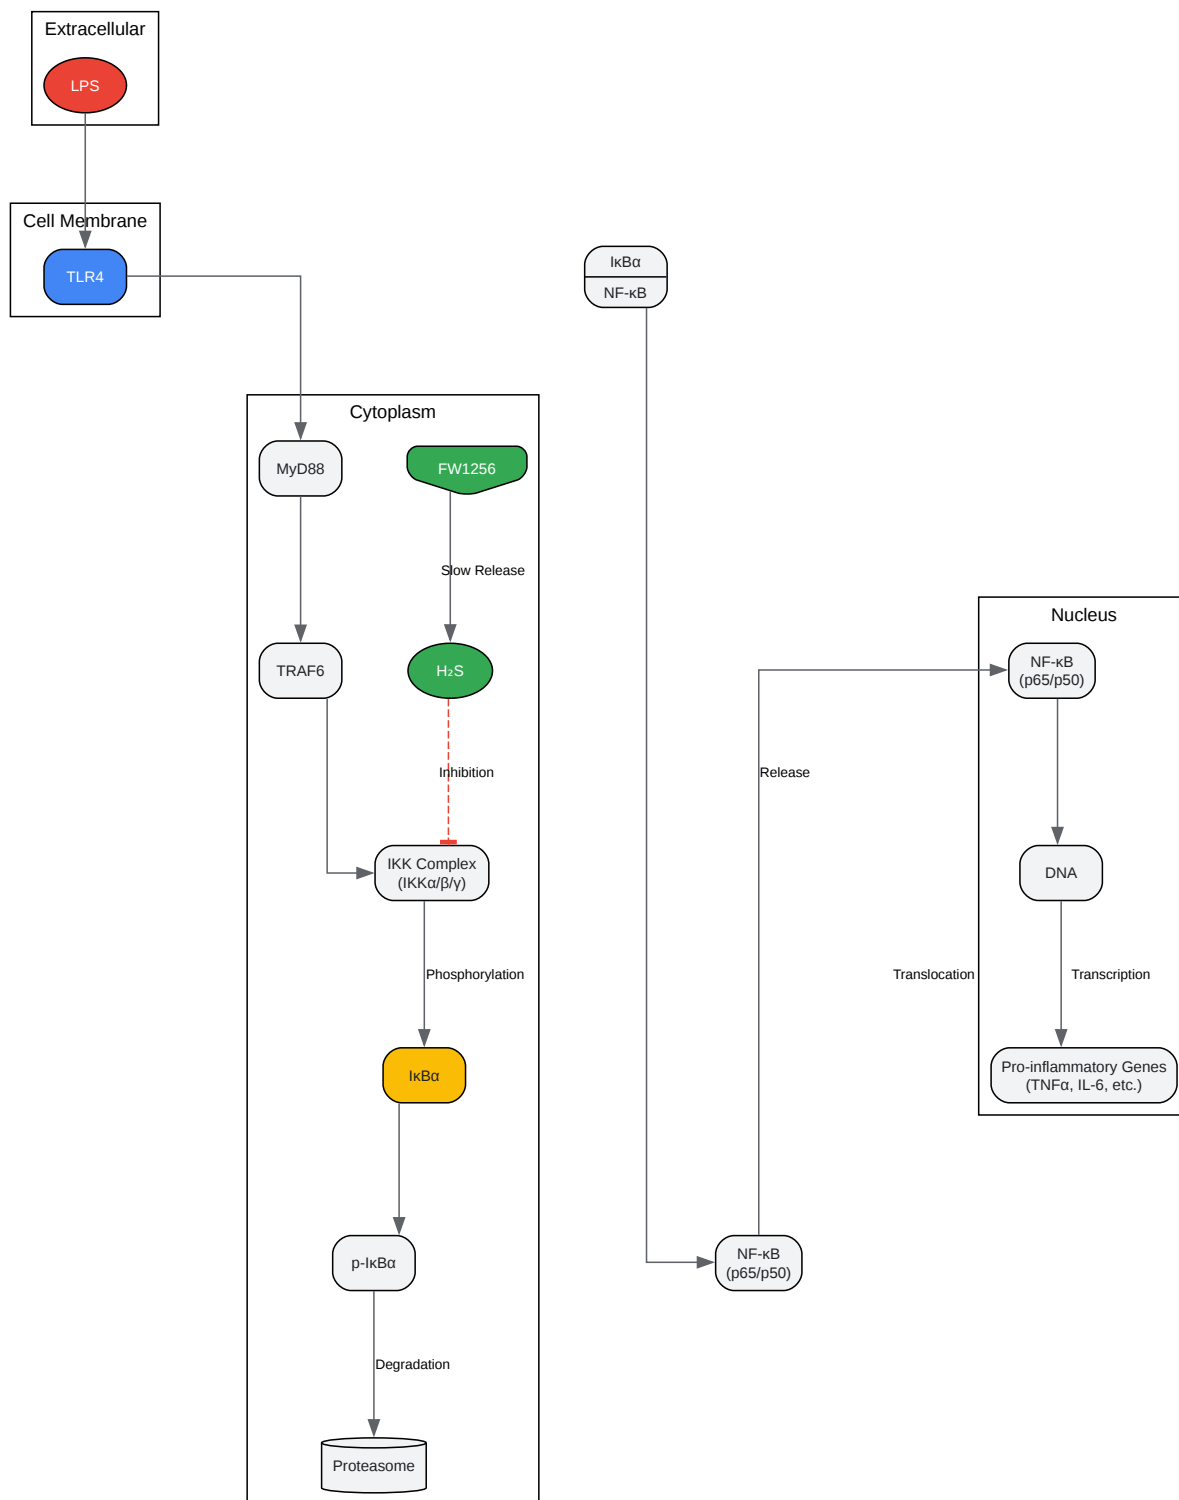 Extracellular
LPS
Cell Membrane
TLR4
IκBα
NF-κB
Cytoplasm
MyD88
FW1256
Slow Release
TRAF6
H₂S
Inhibition
IKK Complex
(IKKα/β/γ)
Phosphorylation
IκBα
p-IκBα
Degradation
Proteasome
Release
NF-κB
(p65/p50)
Translocation
Nucleus
NF-κB
(p65/p50)
DNA
Transcription
Pro-inflammatory Genes
(TNFα, IL-6, etc.)